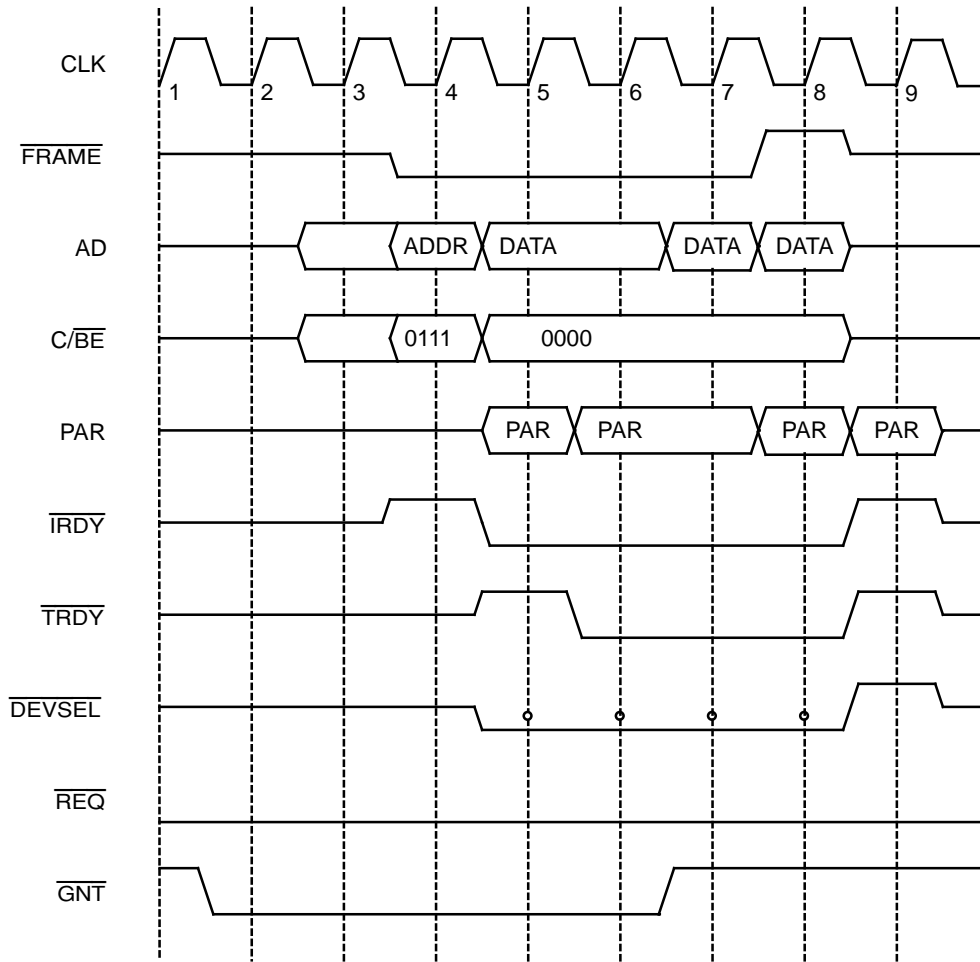 CLK
1 2 3 4 5 6 7 8 9
FRAME
AD ADDR DATA DATA DATA
C/BE 0111 0000
PAR PAR PAR PAR PAR
IRDY
TRDY
DEVSEL
REQ
GNT